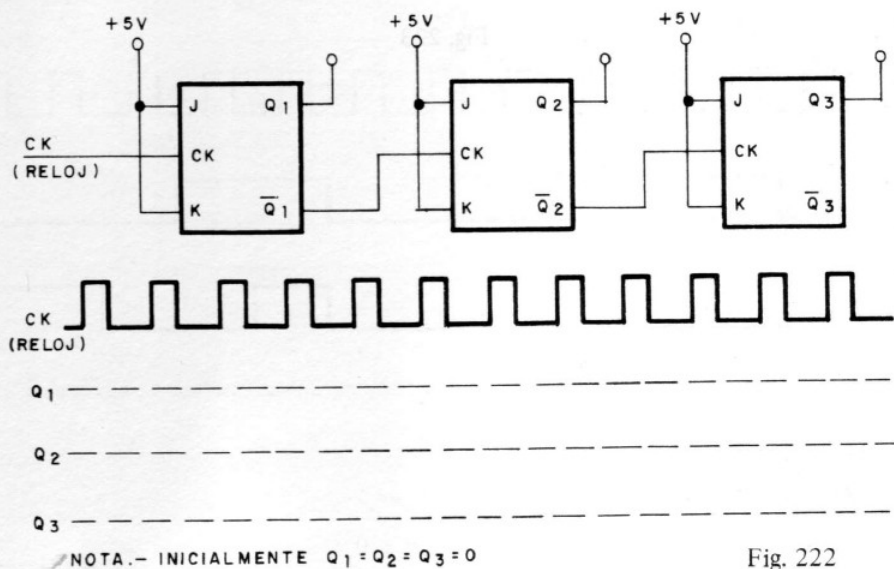 +5V +5V +5V
J Q1 J Q2 J Q3
CK
(RELOJ)
CK CK CK
K Q̅1 K Q̅2 K Q̅3
CK
(RELOJ)
Q1
Q2
Q3
NOTA.- INICIALMENTE Q1=Q2=Q3=0
Fig. 222